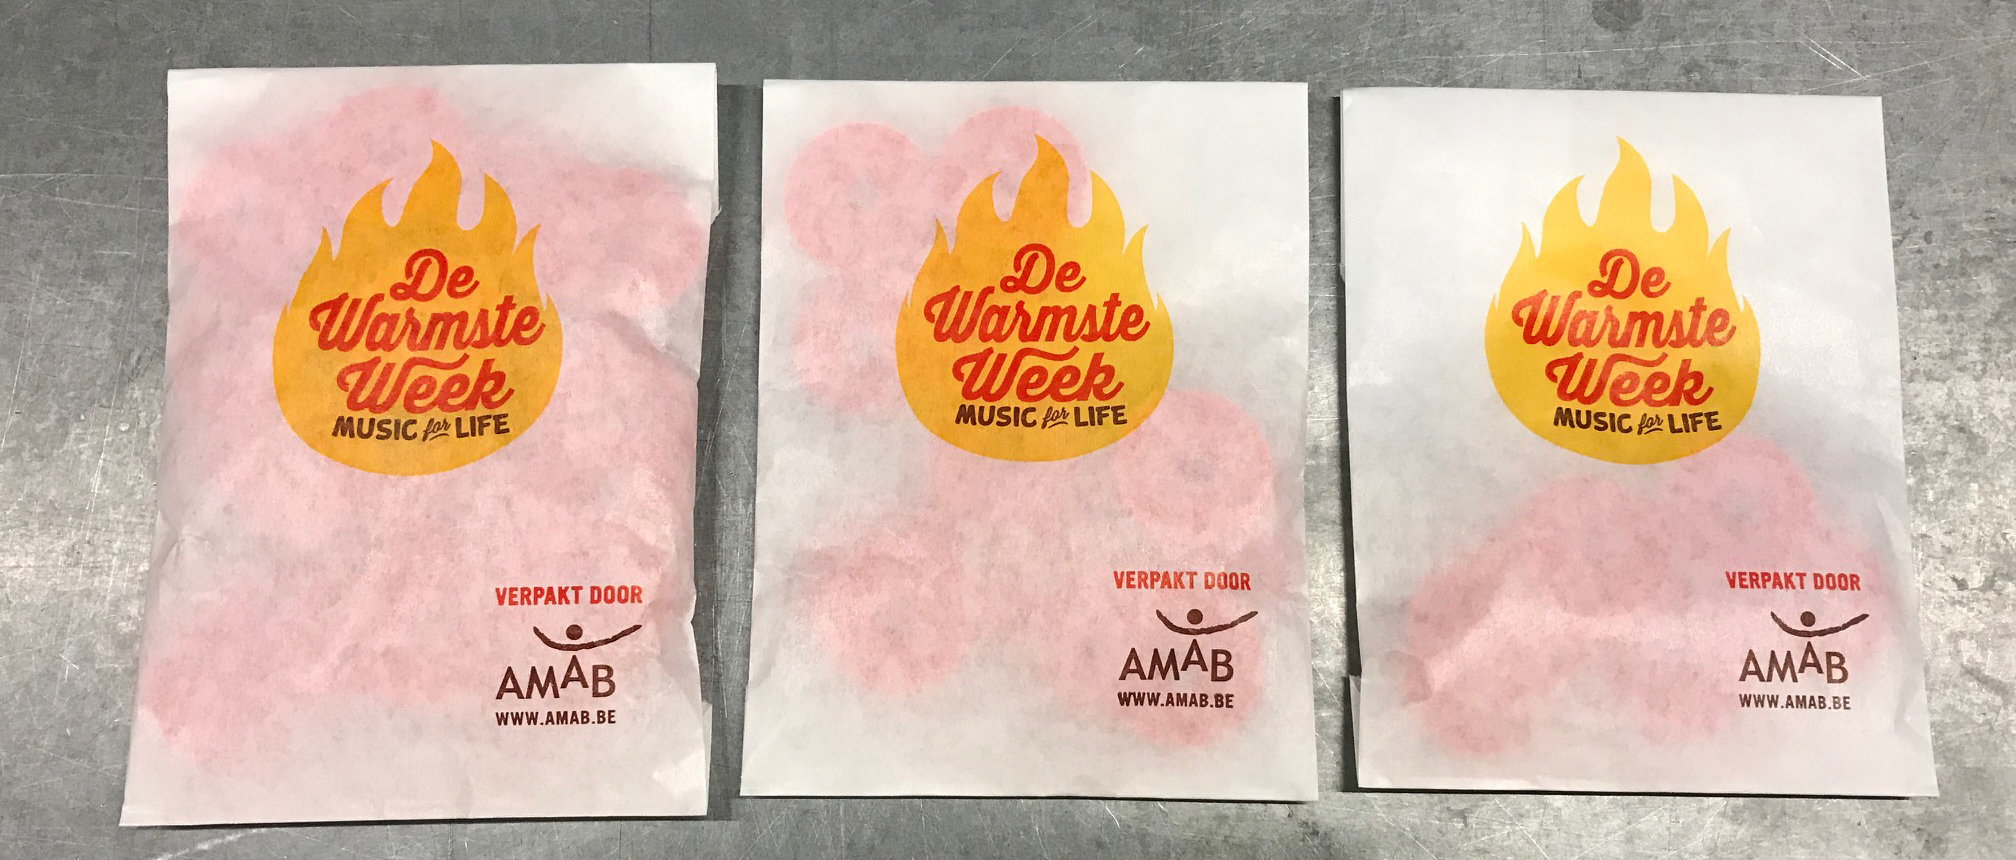 De
Warmste
Week
MUSIC for LIFE
VERPAKT DOOR
AMAB
WWW.AMAB.BE
De
Warmste
Week
MUSIC for LIFE
VERPAKT DOOR
AMAB
WWW.AMAB.BE
De
Warmste
Week
MUSIC for LIFE
VERPAKT DOOR
AMAB
WWW.AMAB.BE